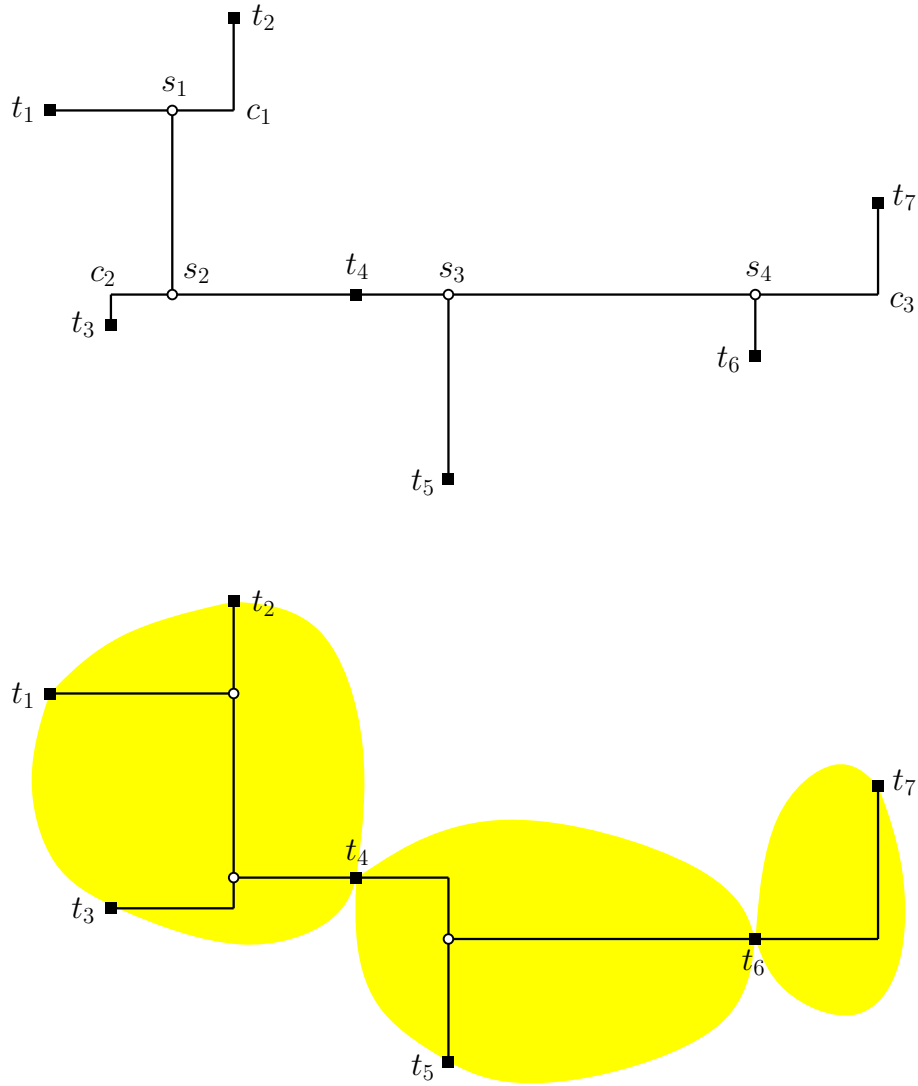 t₂
s₁
t₁
c₁
t₇
c₂
s₂
t₄
s₃
s₄
c₃
t₃
t₆
t₅
t₂
t₁
t₇
t₄
t₃
t₆
t₅